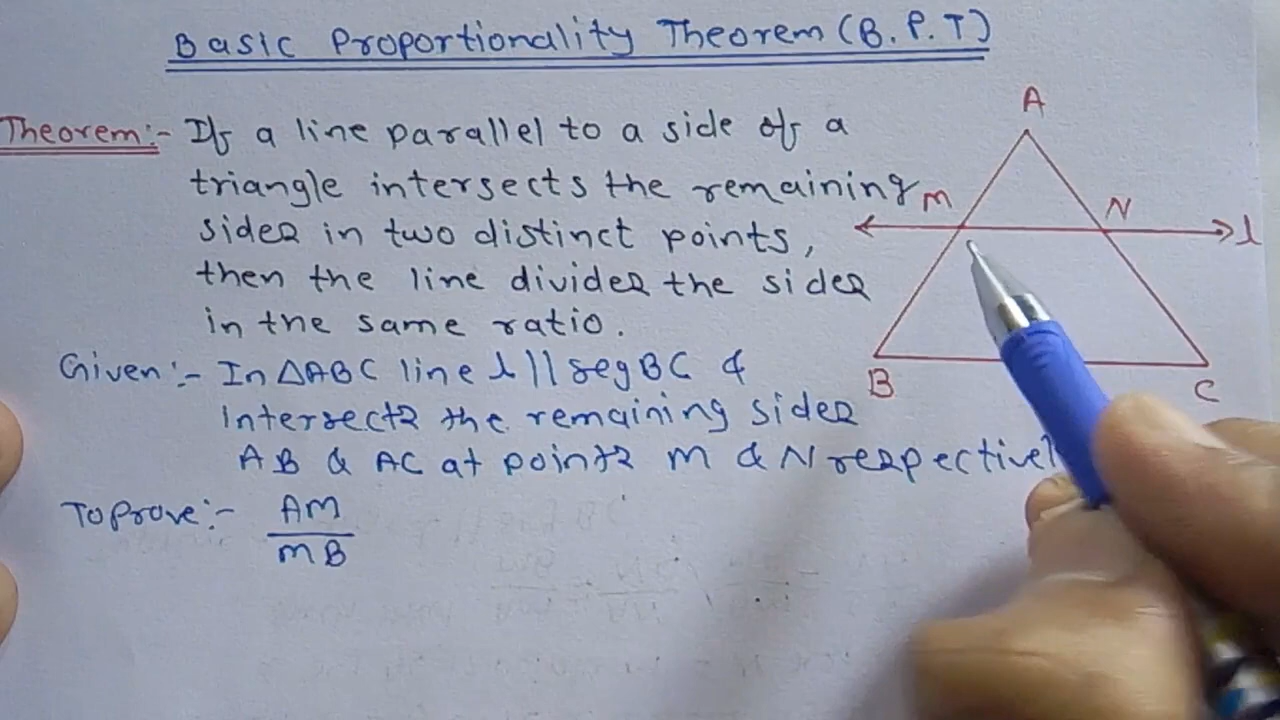 Basic Proportionality Theorem (B.P.T)
Theorem:- If a line parallel to a side of a
triangle intersects the remaining
sides in two distinct points,
then the line divides the sides
in the same ratio.
Given:- In △ABC line l || seg BC &
intersects the remaining sides
AB & AC at points M & N respectivel
To Prove:- AM
MB
A
M
N
l
B
C